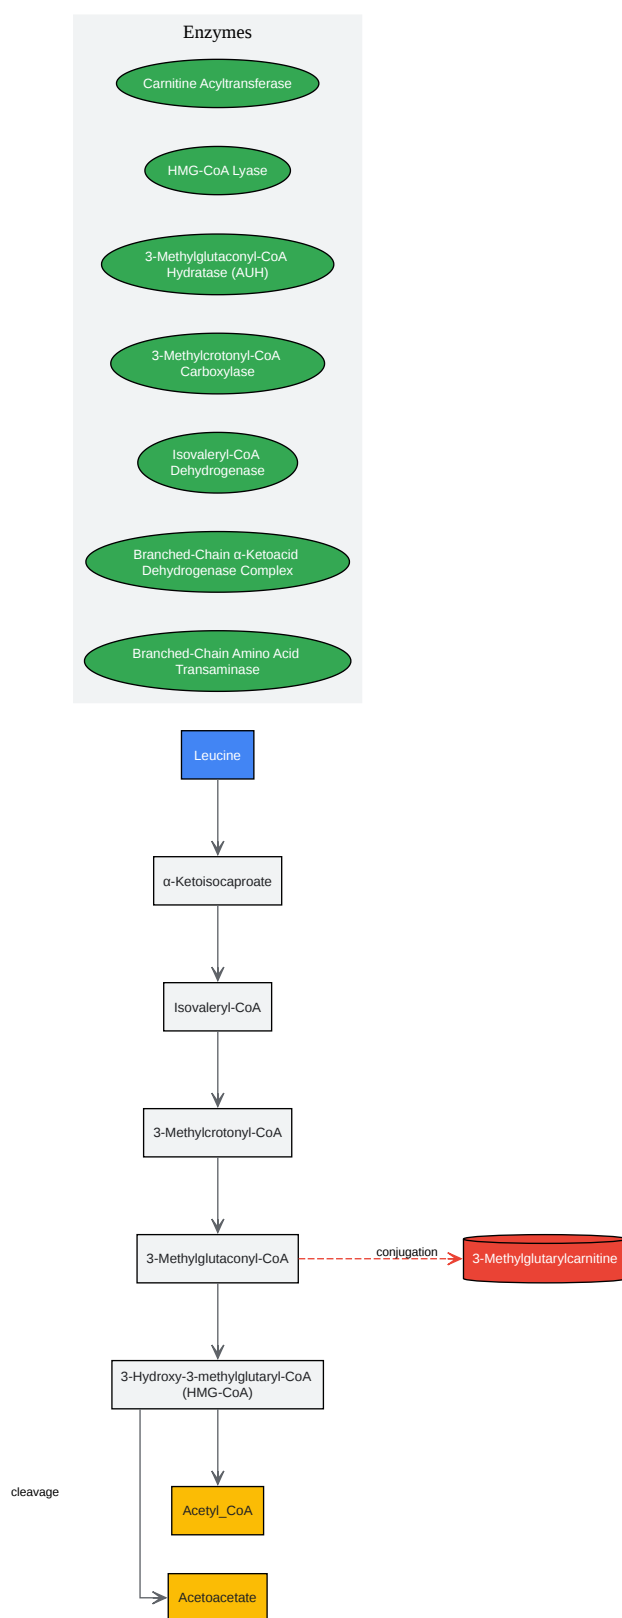 Enzymes
Carnitine Acyltransferase
HMG-CoA Lyase
3-Methylglutaconyl-CoA
Hydratase (AUH)
3-Methylcrotonyl-CoA
Carboxylase
Isovaleryl-CoA
Dehydrogenase
Branched-Chain α-Ketoacid
Dehydrogenase Complex
Branched-Chain Amino Acid
Transaminase
Leucine
α-Ketoisocaproate
Isovaleryl-CoA
3-Methylcrotonyl-CoA
3-Methylglutaconyl-CoA
conjugation
3-Methylglutarylcarnitine
3-Hydroxy-3-methylglutaryl-CoA
(HMG-CoA)
cleavage
Acetyl_CoA
Acetoacetate